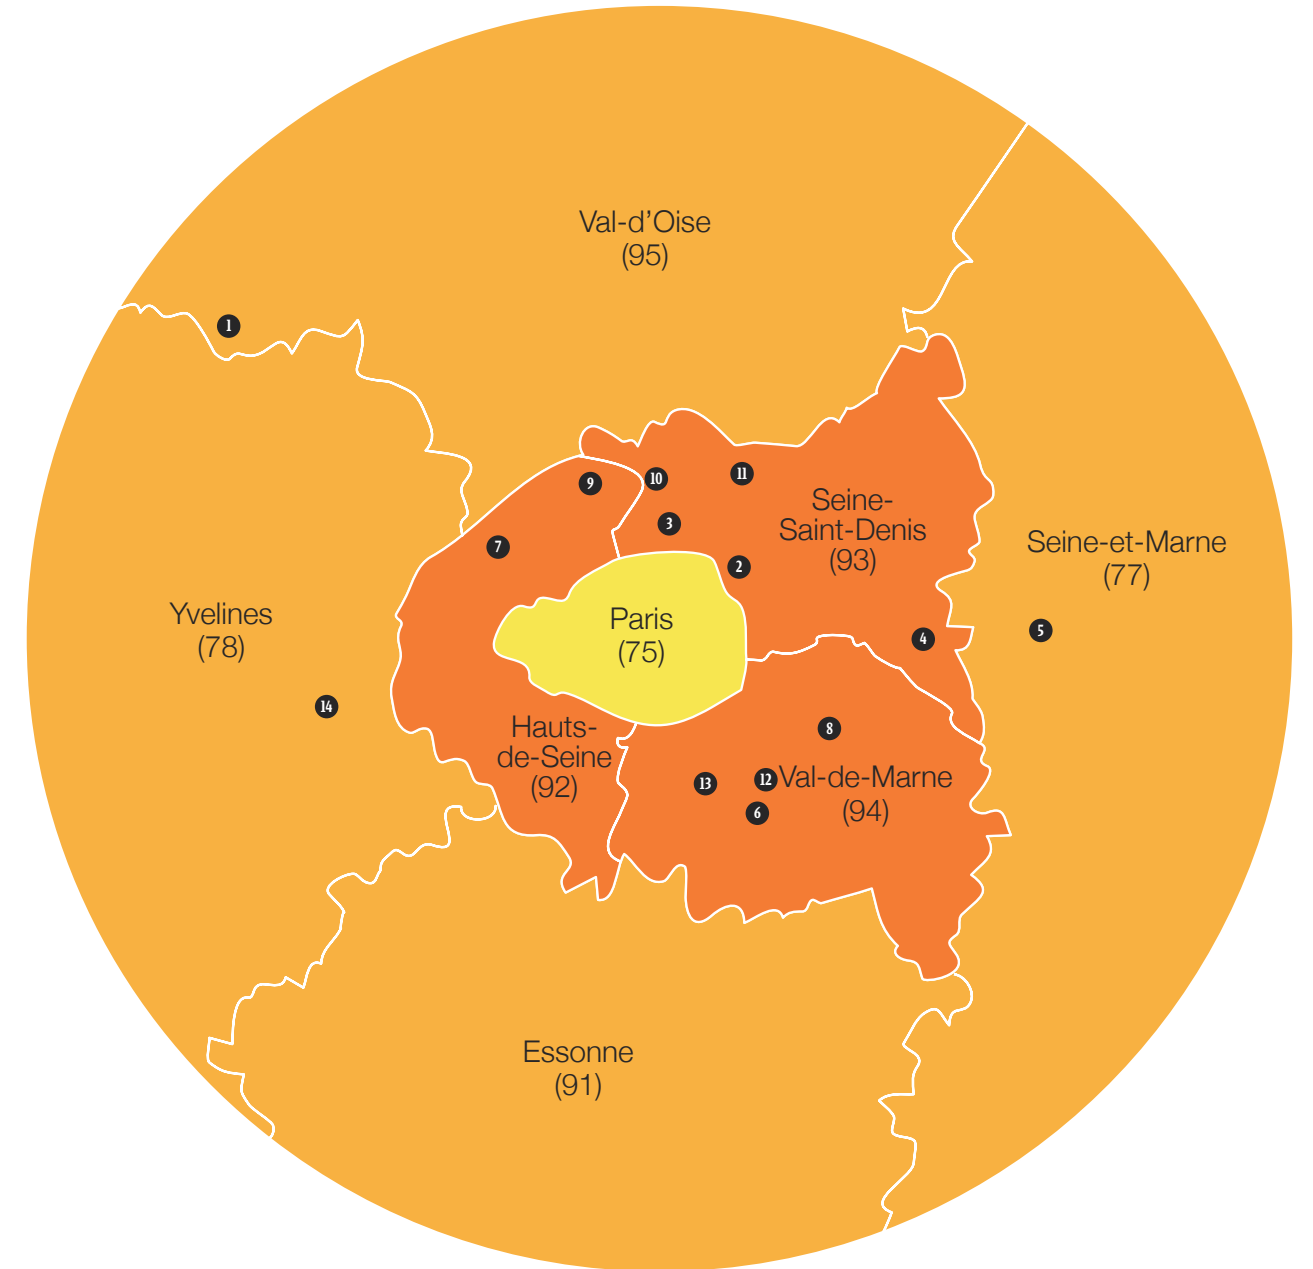 Val-d'Oise
(95)
1
9
10
11
Seine-
Saint-Denis
(93)
3
7
2
Seine-et-Marne
(77)
Yvelines
(78)
Paris
(75)
4
5
14
Hauts-
de-Seine
(92)
8
13
12
Val-de-Marne
(94)
6
Essonne
(91)